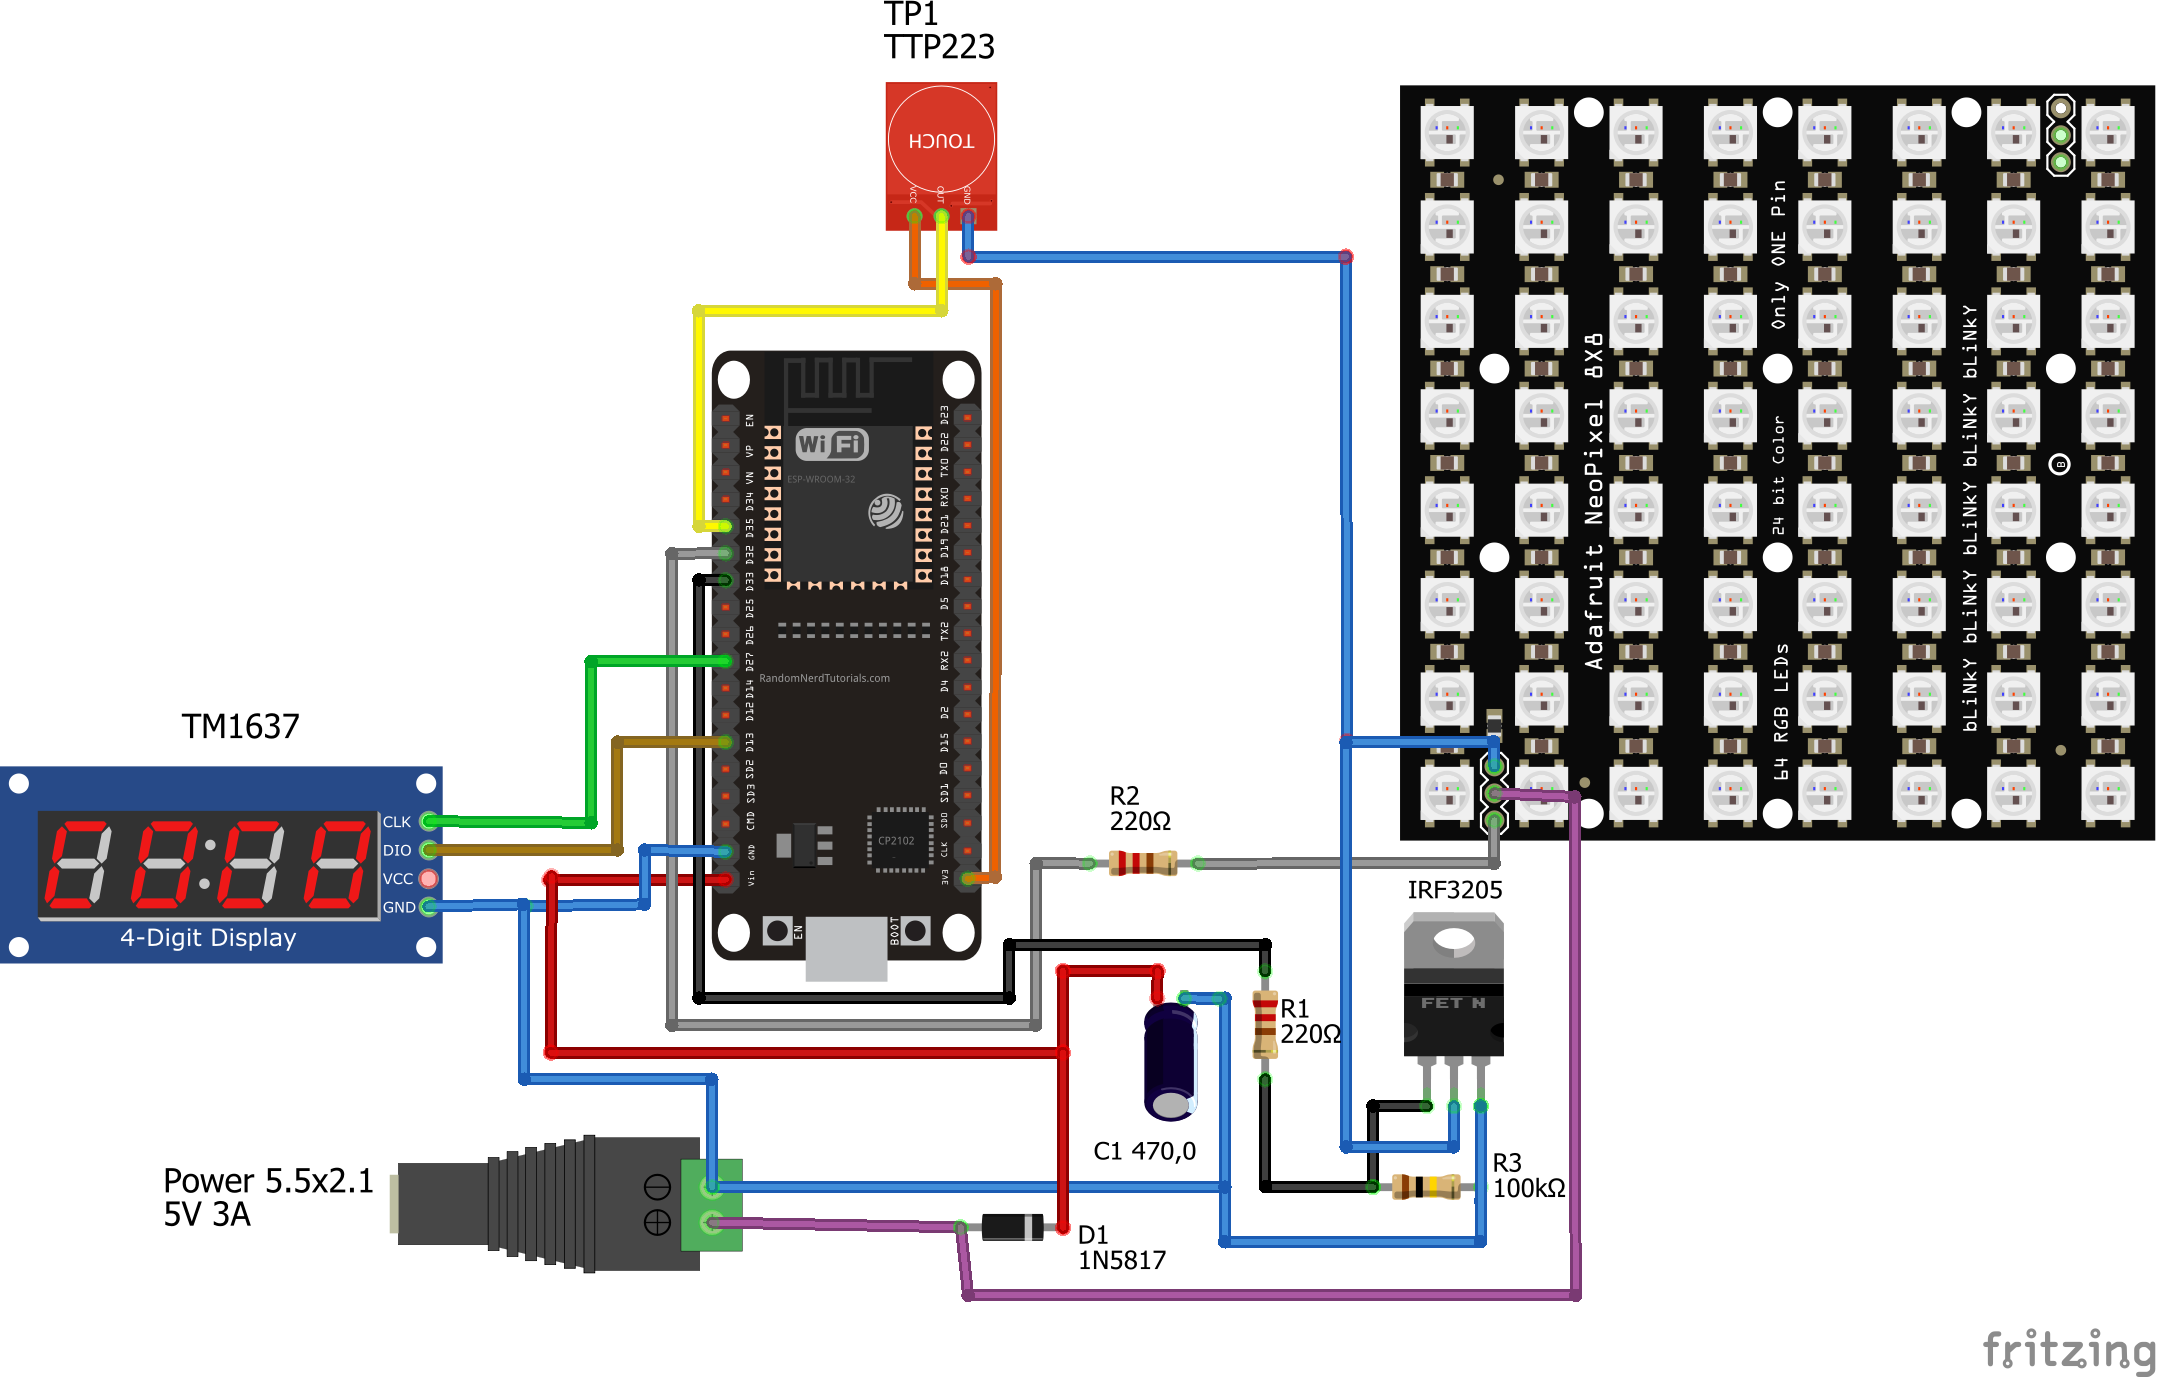 TP1
TTP223
TOUCH
VCC
OUT
GND
WiFi
ESP-WROOM-32
EN
VP
VN
D34
D35
D32
D33
D25
D26
D27
D14
D12
D13
SD2
SD3
CMD
GND
Vin
D23
D22
TX0
RX0
D21
D19
D18
D5
TX2
RX2
D4
D2
D15
D0
SD1
SD0
CLK
3V3
RandomNerdTutorials.com
CP2102
EN
BOOT
Adafruit NeoPixel 8X8
64 RGB LEDs
24 bit Color
Only ONE Pin
bLiNkY bLiNkY bLiNkY bLiNkY bLiNkY
B
TM1637
CLK
DIO
VCC
GND
4-Digit Display
R2
220Ω
IRF3205
FET N
R1
220Ω
C1 470,0
R3
100kΩ
Power 5.5x2.1
5V 3A
D1
1N5817
fritzing